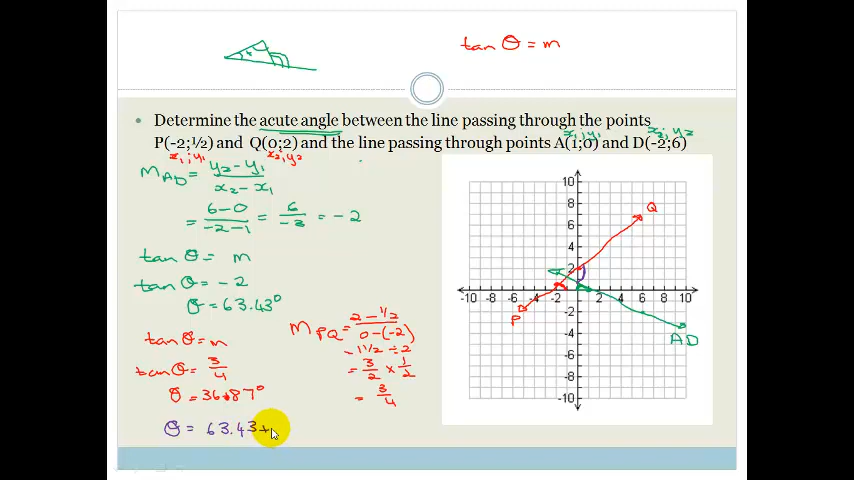 tan θ = m
Determine the acute angle between the line passing through the points
P(-2;½) and Q(0;2) and the line passing through points A(1;0) and D(-2;6)
x₁;y₁ x₂;y₂
x₁;y₁ x₂;y₂
M_AD = y₂ - y₁ / x₂ - x₁
= 6-0 / -2-1 = 6 / -3 = -2
tan θ = m
tan θ = -2
θ = 63.43°
M_PQ = 2 - 1/2 / 0-(-2)
= 1 1/2 ÷ 2
= 3/2 × 1/2
= 3/4
tan θ = m
tan θ = 3/4
θ = 36.87°
θ = 63.43+
10
8
6
4
2
-10 -8 -6 -4 -2 2 4 6 8 10
-2
-4
-6
-8
-10
Q
P
A D